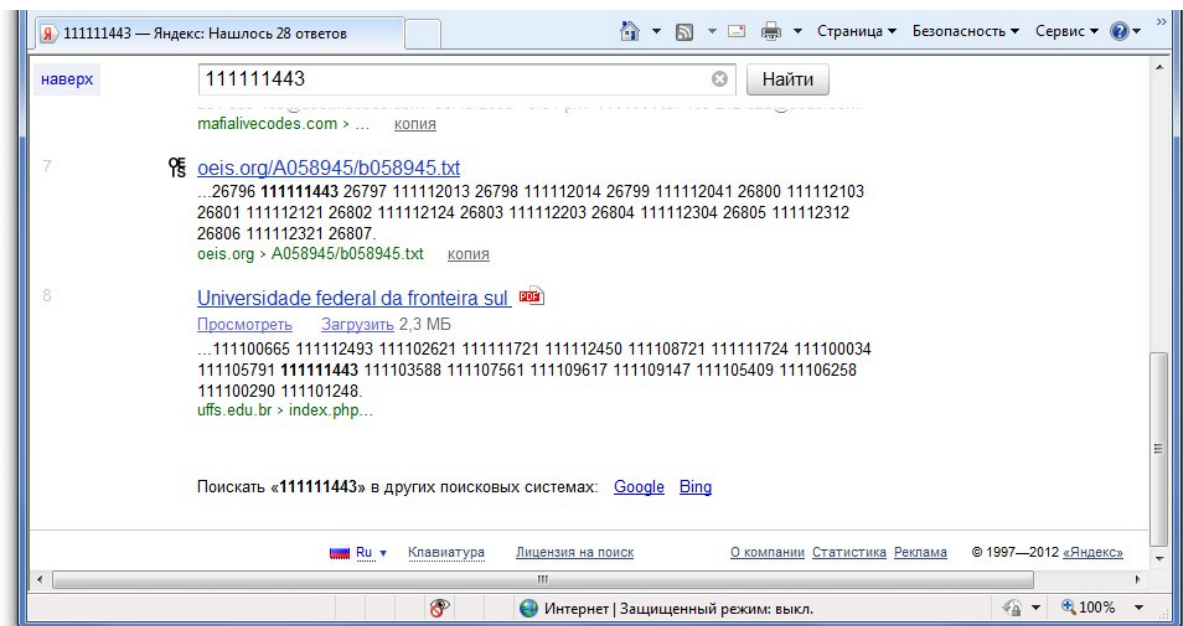 111111443 — Яндекс: Нашлось 28 ответов
Страница Безопасность Сервис
наверх 111111443 Найти
mafialivecodes.com > ... копия
7 OEIS oeis.org/A058945/b058945.txt
...26796 111111443 26797 111112013 26798 111112014 26799 111112041 26800 111112103
26801 111112121 26802 111112124 26803 111112203 26804 111112304 26805 111112312
26806 111112321 26807.
oeis.org > A058945/b058945.txt копия
8 Universidade federal da fronteira sul PDF
Просмотреть Загрузить 2,3 МБ
...111100665 111112493 111102621 111111721 111112450 111108721 111111724 111100034
111105791 111111443 111103588 111107561 111109617 111109147 111105409 111106258
111100290 111101248.
uffs.edu.br > index.php...
Поискать «111111443» в других поисковых системах: Google Bing
Ru Клавиатура Лицензия на поиск О компании Статистика Реклама © 1997—2012 «Яндекс»
Интернет | Защищенный режим: выкл. 100%